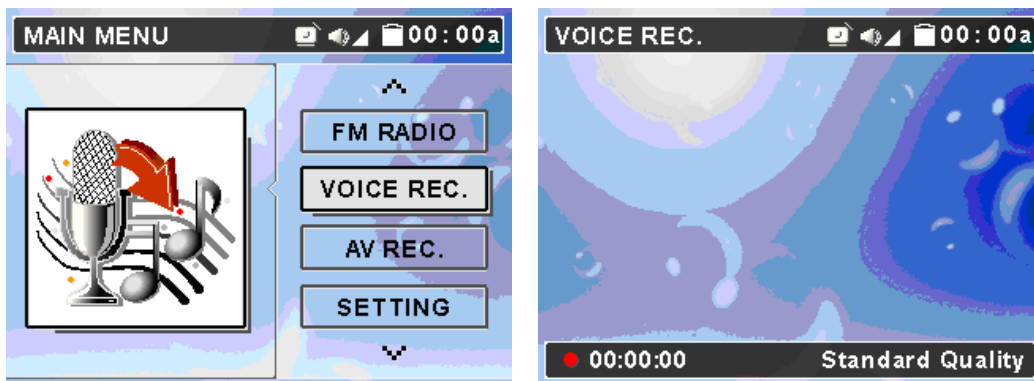 MAIN MENU 00:00a
FM RADIO
VOICE REC.
AV REC.
SETTING
VOICE REC. 00:00a
00:00:00 Standard Quality